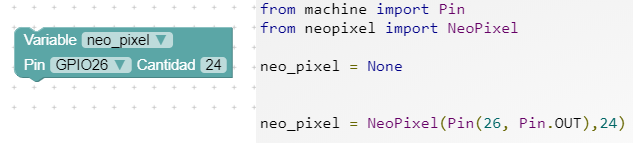 Variable neo_pixel
Pin GPIO26 Cantidad 24
from machine import Pin
from neopixel import NeoPixel
neo_pixel = None
neo_pixel = NeoPixel(Pin(26, Pin.OUT),24)